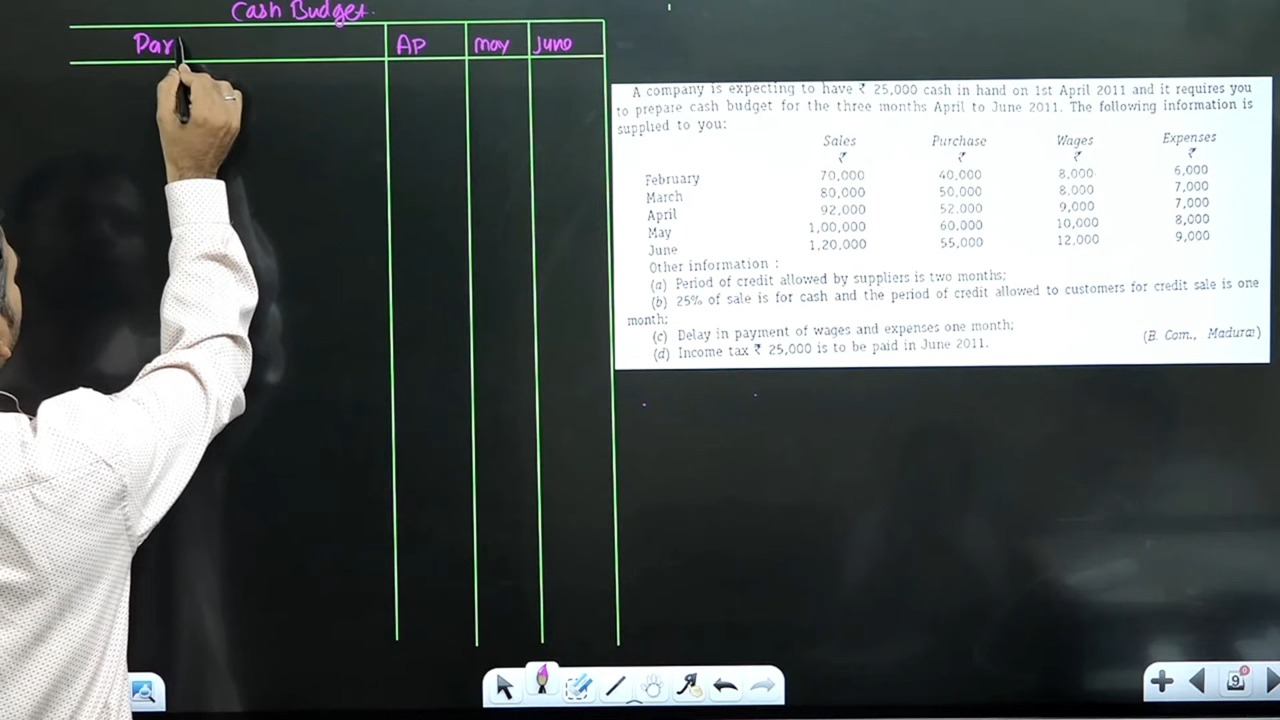 Cash Budget.
Par AP may June
A company is expecting to have ₹ 25,000 cash in hand on 1st April 2011 and it requires you
to prepare cash budget for the three months April to June 2011. The following information is
supplied to you:
Sales Purchase Wages Expenses
₹ ₹ ₹ ₹
February 70,000 40,000 8,000 6,000
March 80,000 50,000 8,000 7,000
April 92,000 52.000 9,000 7,000
May 1,00,000 60,000 10,000 8,000
June 1,20,000 55,000 12.000 9,000
Other information :
(a) Period of credit allowed by suppliers is two months;
(b) 25% of sale is for cash and the period of credit allowed to customers for credit sale is one
month;
(c) Delay in payment of wages and expenses one month;
(d) Income tax ₹ 25,000 is to be paid in June 2011. (B. Com., Madurai)
9